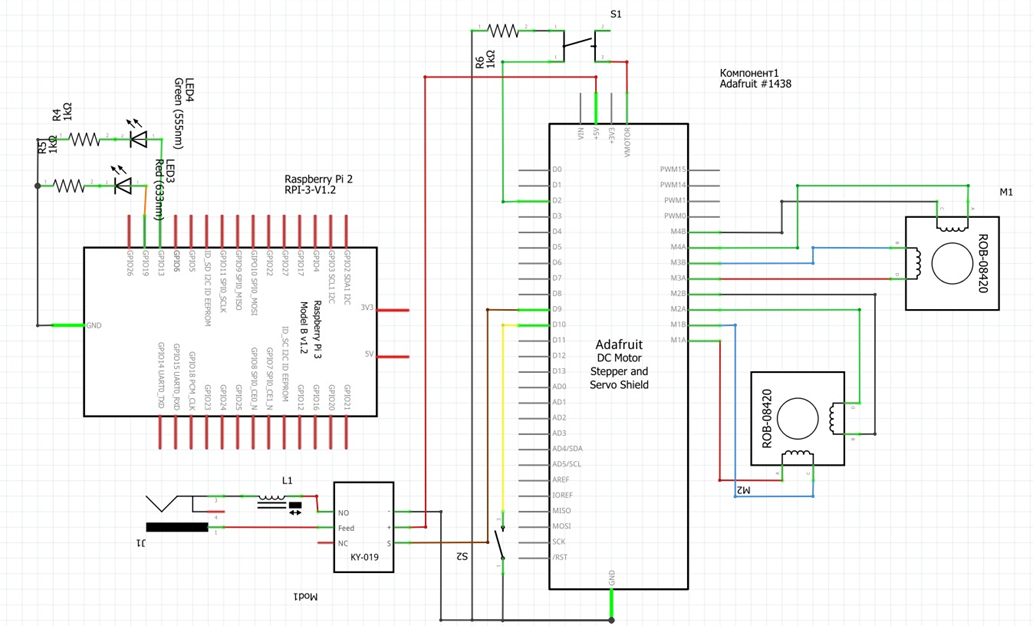 S1
R6
1kΩ
Компонент1
Adafruit #1438
LED4
Green (555nm)
R4
1kΩ
R5
1kΩ
LED3
Red (633nm)
Raspberry Pi 2
RPI-3-V1.2
VIN
5V+
3V3
VMOTOR
GPIO26
GPIO19
GPIO13
GPIO6
GPIO5
ID_SD I2C ID EEPROM
GPIO11 SPI0_SCLK
GPIO9 SPI0_MISO
GPIO10 SPI0_MOSI
GPIO22
GPIO27
GPIO17
GPIO4
GPIO3 SCL1 I2C
GPIO2 SDA1 I2C
3V3
5V
GND
Raspberry Pi 3
Model B v1.2
GPIO14 UART0_TXD
GPIO15 UART0_RXD
GPIO18 PCM_CLK
GPIO23
GPIO24
GPIO25
GPIO8 SPI0_CE0_N
GPIO7 SPI0_CE1_N
ID_SC I2C ID EEPROM
GPIO12
GPIO16
GPIO20
GPIO21
D0
D1
D2
D3
D4
D5
D6
D7
D8
D9
D10
D11
D12
D13
AD0
AD1
AD2
AD3
AD4/SDA
AD5/SCL
AREF
IOREF
MISO
MOSI
SCK
/RST
PWM15
PWM14
PWM1
PWM0
M4B
M4A
M3B
M3A
M2B
M2A
M1B
M1A
Adafruit
DC Motor
Stepper and
Servo Shield
GND
M1
ROB-08420
ROB-08420
M2
L1
J1
NO
Feed
NC
-
+
S
KY-019
Mod1
S2